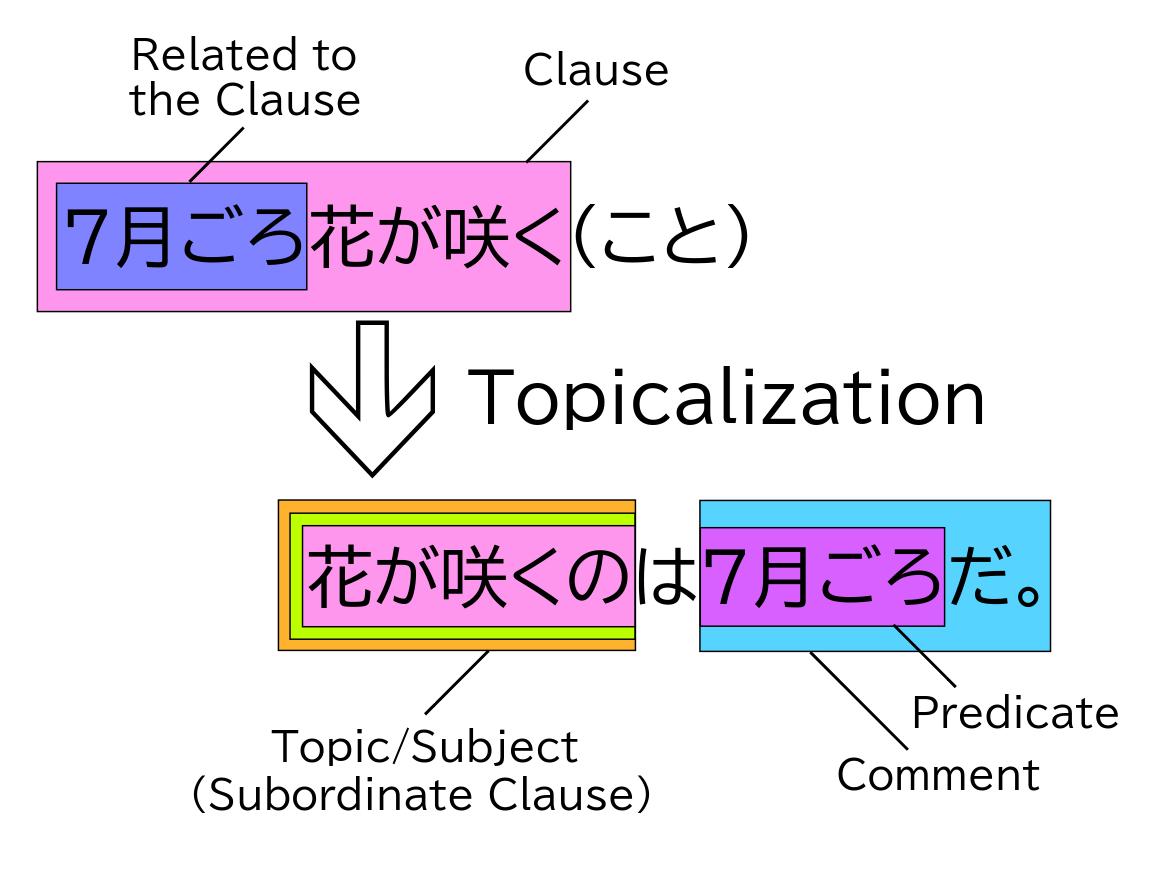 Related to
the Clause
Clause
7月ごろ花が咲く(こと)
Topicalization
花が咲くのは7月ごろだ。
Topic/Subject
(Subordinate Clause)
Predicate
Comment